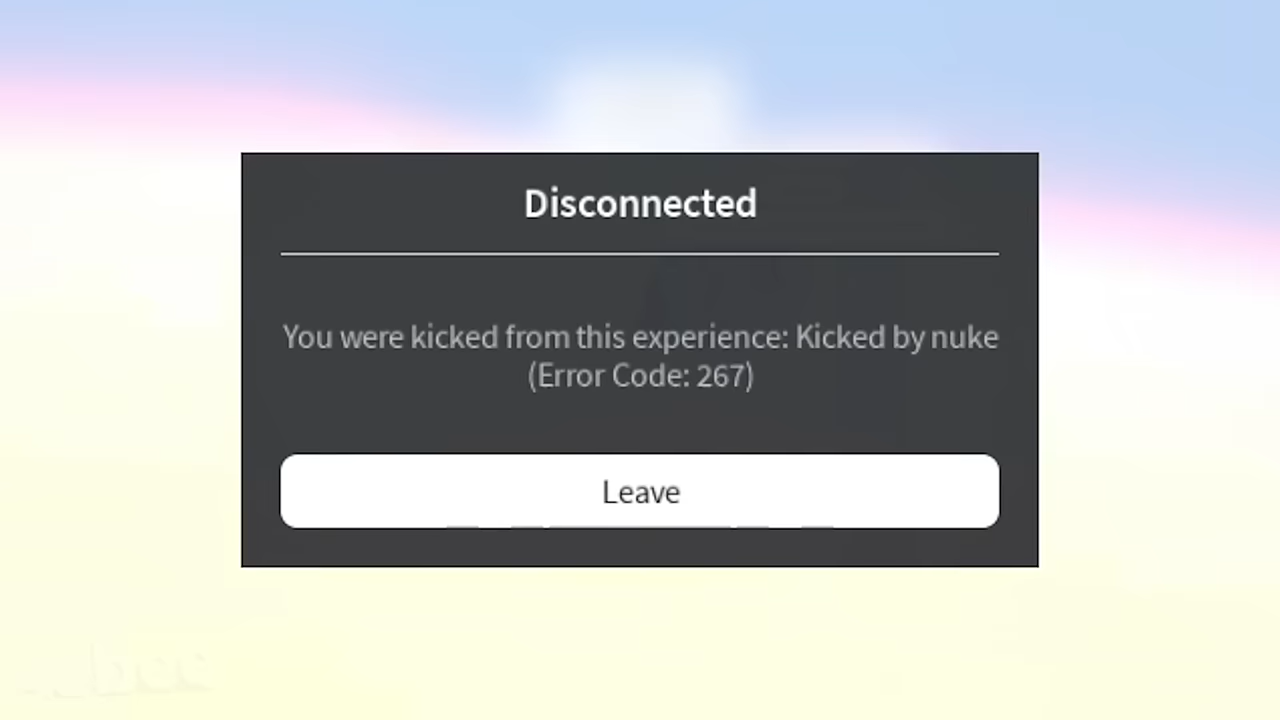 Disconnected
You were kicked from this experience: Kicked by nuke
(Error Code: 267)
Leave